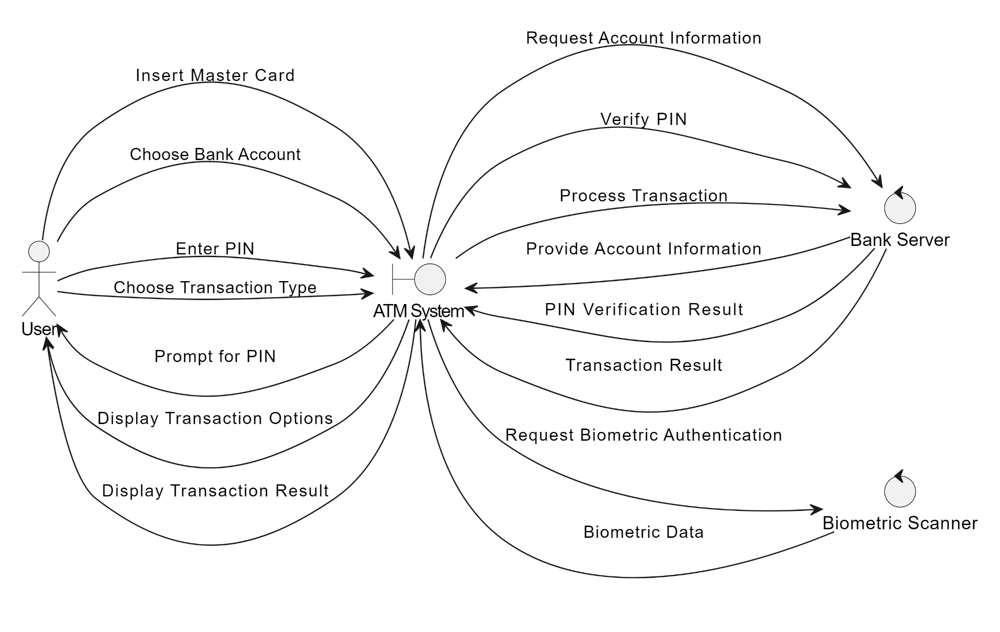 Request Account Information
Insert Master Card
Verify PIN
Choose Bank Account
Process Transaction
Bank Server
Enter PIN
Provide Account Information
Choose Transaction Type
ATM System
PIN Verification Result
User
Prompt for PIN
Transaction Result
Display Transaction Options
Request Biometric Authentication
Display Transaction Result
Biometric Scanner
Biometric Data